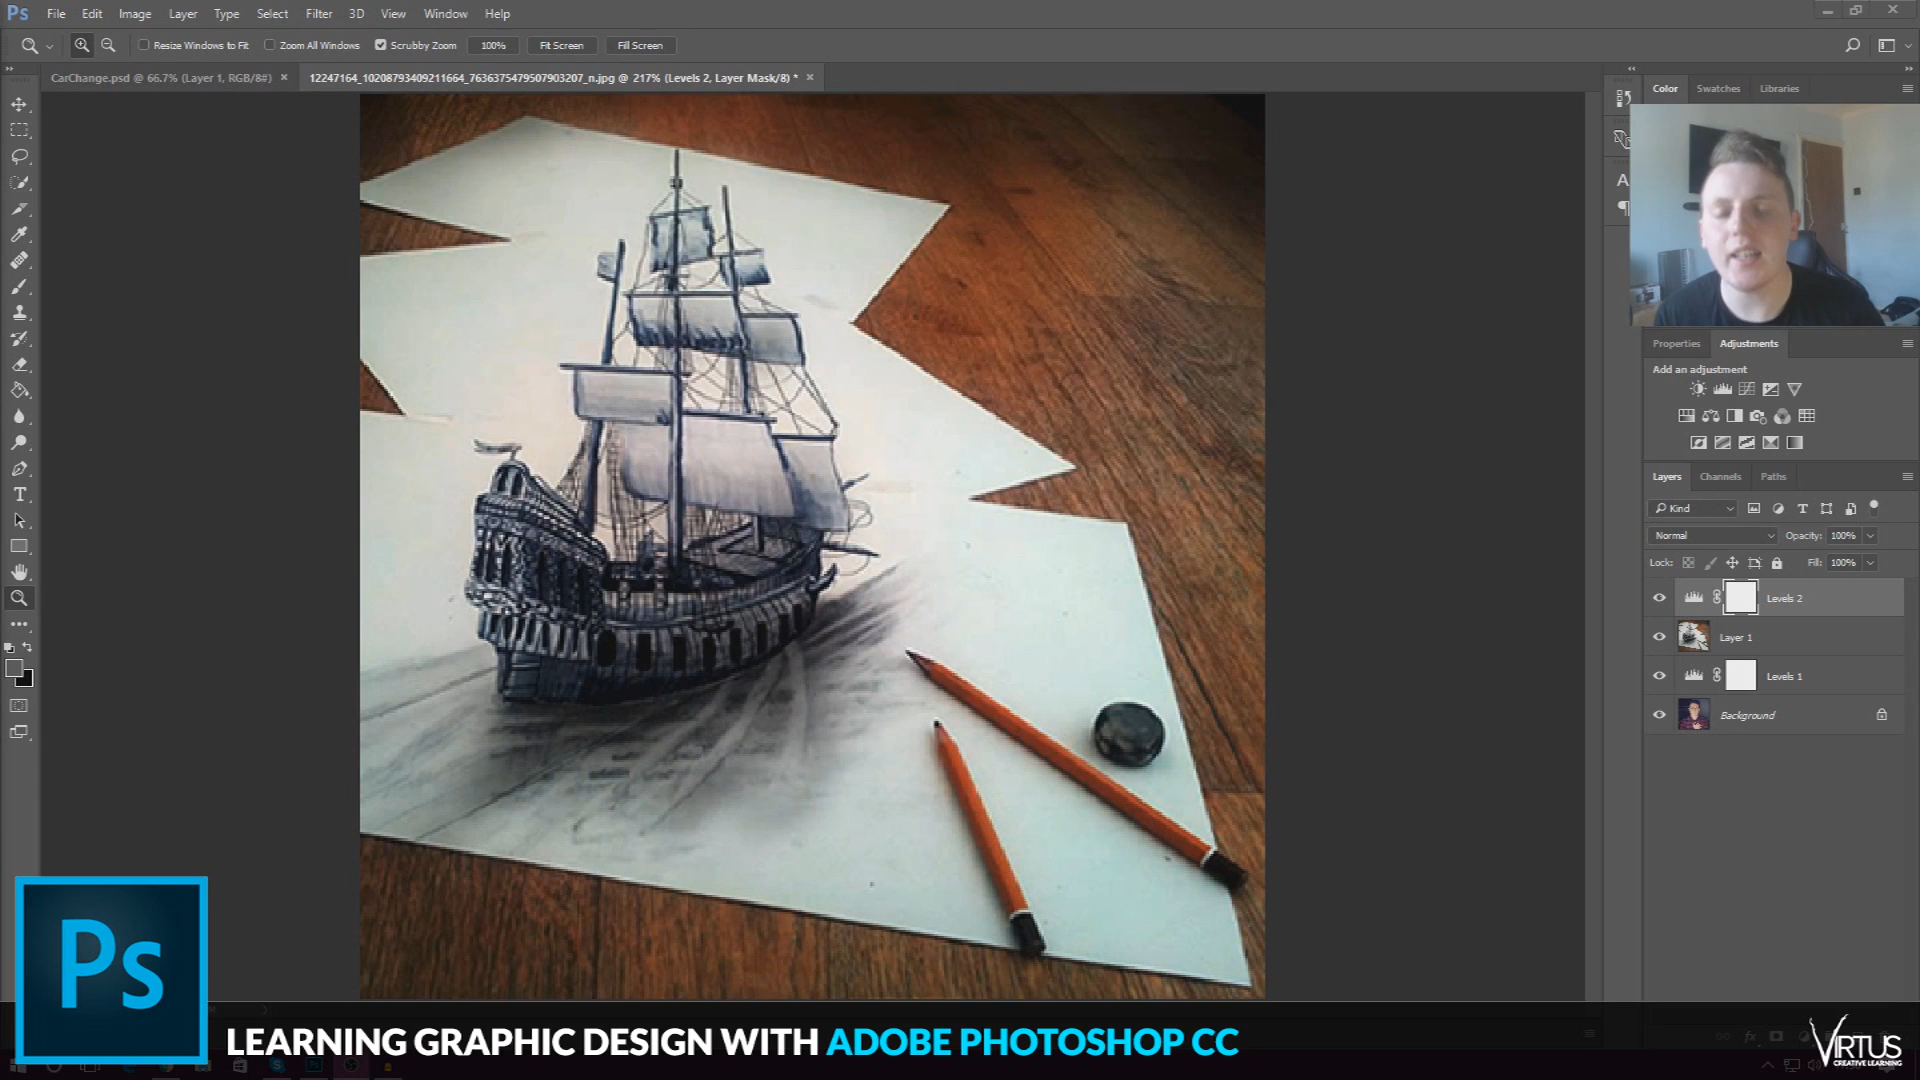 Ps File Edit Image Layer Type Select Filter 3D View Window Help
Resize Windows to Fit Zoom All Windows Scrubby Zoom 100% Fit Screen Fill Screen
CarChange.psd @ 66.7% (Layer 1, RGB/8#) × 12247164_10208793409211664_7636375479507903207_n.jpg @ 217% (Levels 2, Layer Mask/8) * ×
Color Swatches Libraries
Properties Adjustments
Add an adjustment
Layers Channels Paths
Kind
Normal Opacity: 100%
Lock: Fill: 100%
Levels 2
Layer 1
Levels 1
Background
Ps
LEARNING GRAPHIC DESIGN WITH ADOBE PHOTOSHOP CC
VIRTUS
CREATIVE LEARNING